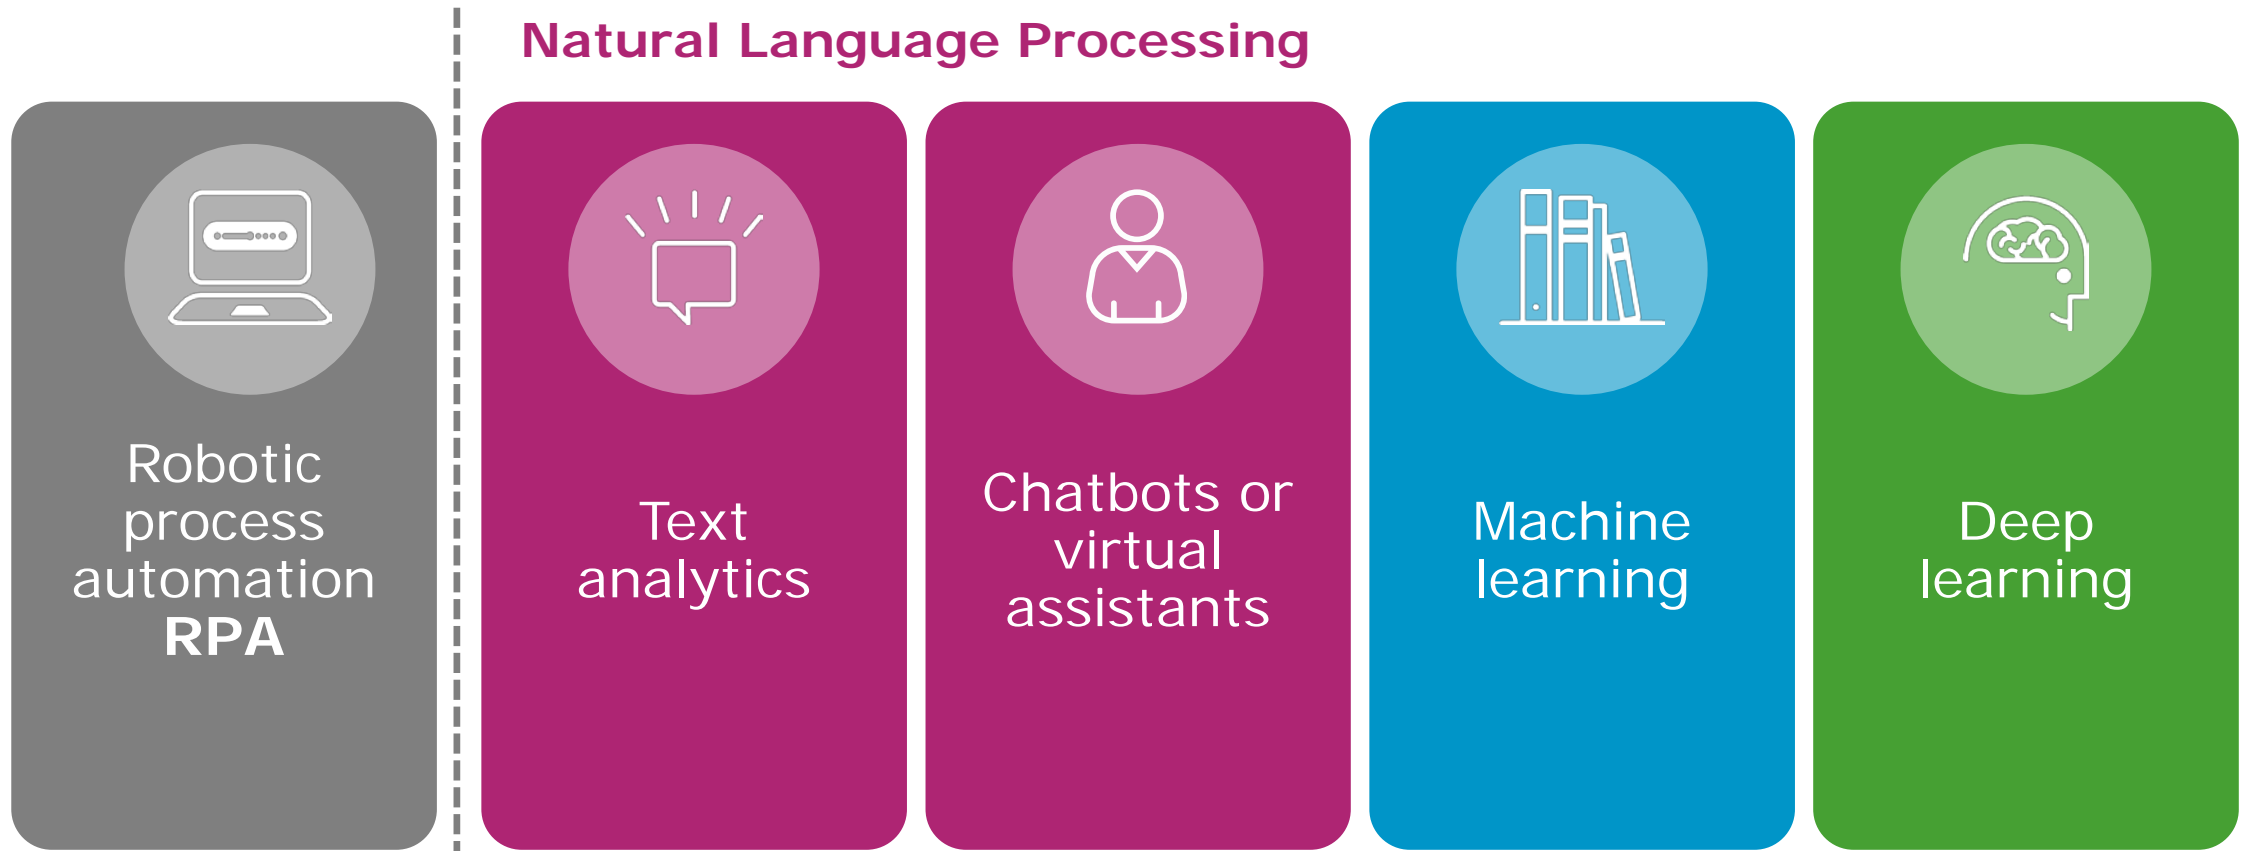 Natural Language Processing
Robotic
process
automation
RPA
Text
analytics
Chatbots or
virtual
assistants
Machine
learning
Deep
learning